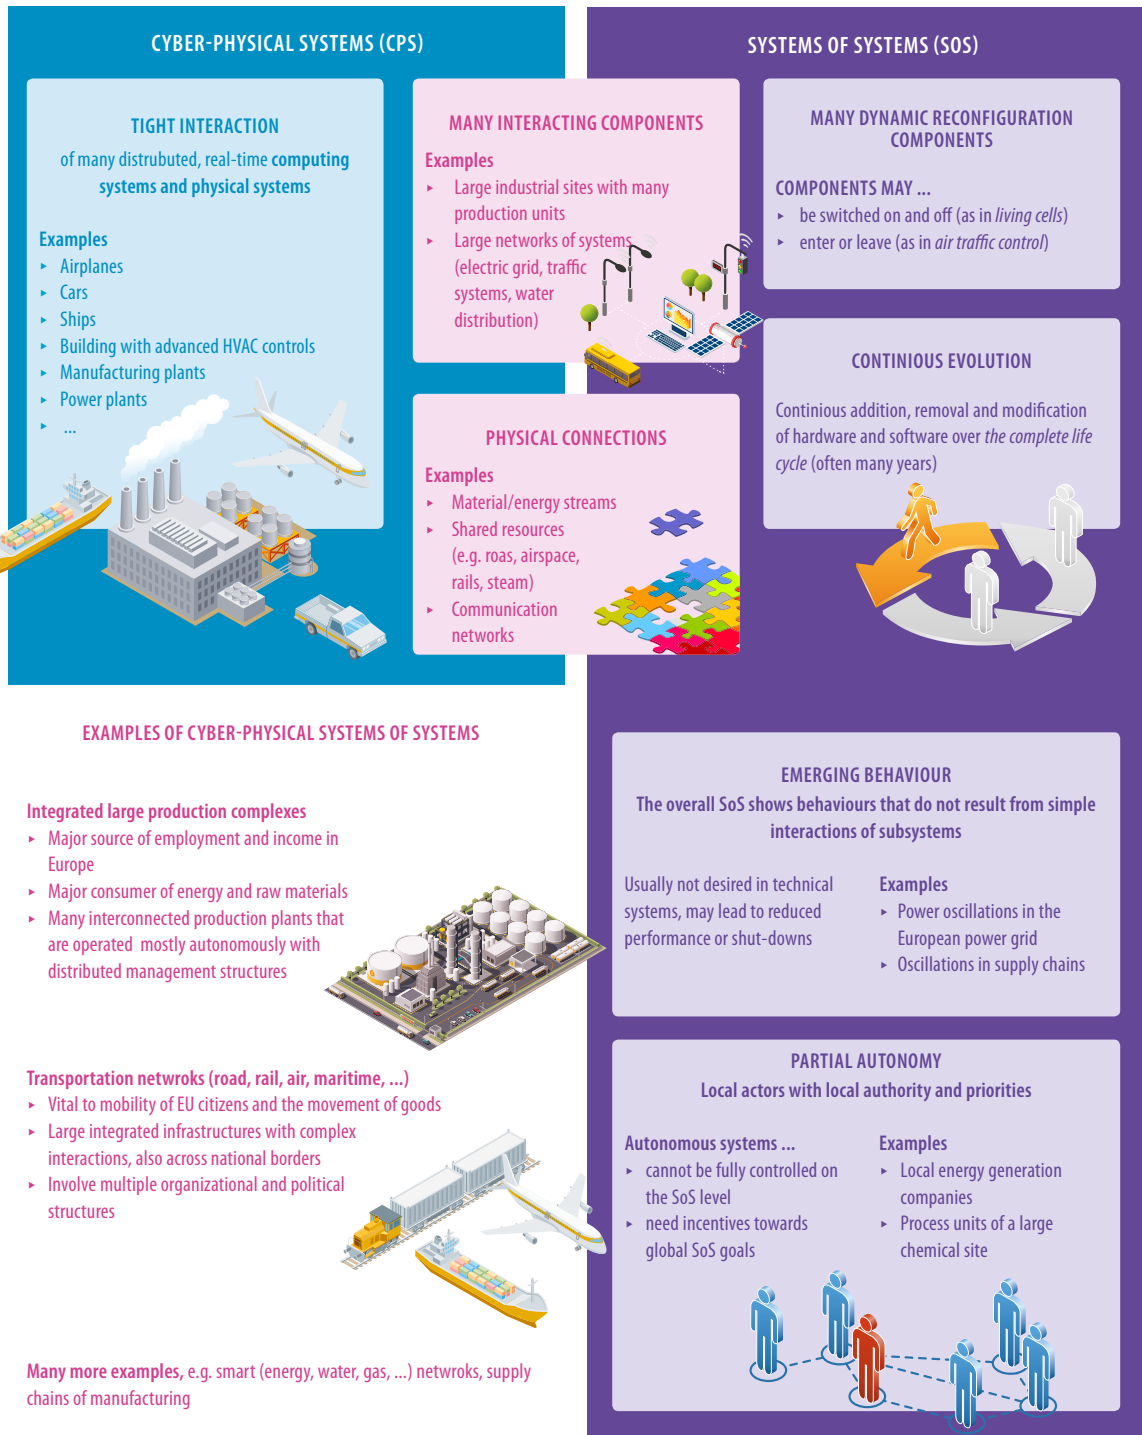 CYBER-PHYSICAL SYSTEMS (CPS)
TIGHT INTERACTION
of many distrubuted, real-time computing
systems and physical systems
Examples
▸ Airplanes
▸ Cars
▸ Ships
▸ Building with advanced HVAC controls
▸ Manufacturing plants
▸ Power plants
▸ ...
MANY INTERACTING COMPONENTS
Examples
▸ Large industrial sites with many
production units
▸ Large networks of systems
(electric grid, traffic
systems, water
distribution)
PHYSICAL CONNECTIONS
Examples
▸ Material/energy streams
▸ Shared resources
(e.g. roas, airspace,
rails, steam)
▸ Communication
networks
SYSTEMS OF SYSTEMS (SOS)
MANY DYNAMIC RECONFIGURATION
COMPONENTS
COMPONENTS MAY ...
▸ be switched on and off (as in living cells)
▸ enter or leave (as in air traffic control)
CONTINIOUS EVOLUTION
Continious addition, removal and modification
of hardware and software over the complete life
cycle (often many years)
EXAMPLES OF CYBER-PHYSICAL SYSTEMS OF SYSTEMS
Integrated large production complexes
▸ Major source of employment and income in
Europe
▸ Major consumer of energy and raw materials
▸ Many interconnected production plants that
are operated mostly autonomously with
distributed management structures
Transportation netwroks (road, rail, air, maritime, ...)
▸ Vital to mobility of EU citizens and the movement of goods
▸ Large integrated infrastructures with complex
interactions, also across national borders
▸ Involve multiple organizational and political
structures
Many more examples, e.g. smart (energy, water, gas, ...) netwroks, supply
chains of manufacturing
EMERGING BEHAVIOUR
The overall SoS shows behaviours that do not result from simple
interactions of subsystems
Usually not desired in technical
systems, may lead to reduced
performance or shut-downs
Examples
▸ Power oscillations in the
European power grid
▸ Oscillations in supply chains
PARTIAL AUTONOMY
Local actors with local authority and priorities
Autonomous systems ...
▸ cannot be fully controlled on
the SoS level
▸ need incentives towards
global SoS goals
Examples
▸ Local energy generation
companies
▸ Process units of a large
chemical site